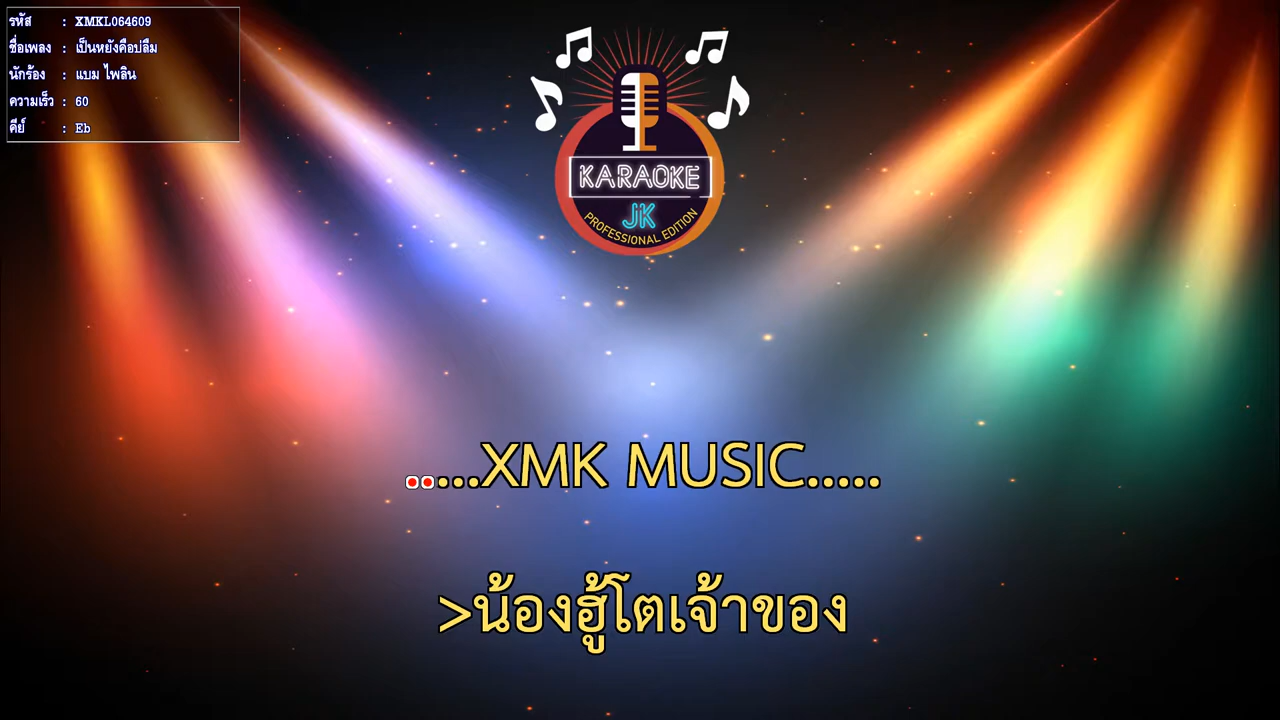 รหัส : XMKL064609
ชื่อเพลง : เป็นหยังคือปลืม
นักร้อง : แบม ไพลิน
ความเร็ว : 60
คีย์ : Eb
KARAOKE
JK
PROFESSIONAL EDITION
.....XMK MUSIC.....
>น้องฮู้โตเจ้าของ